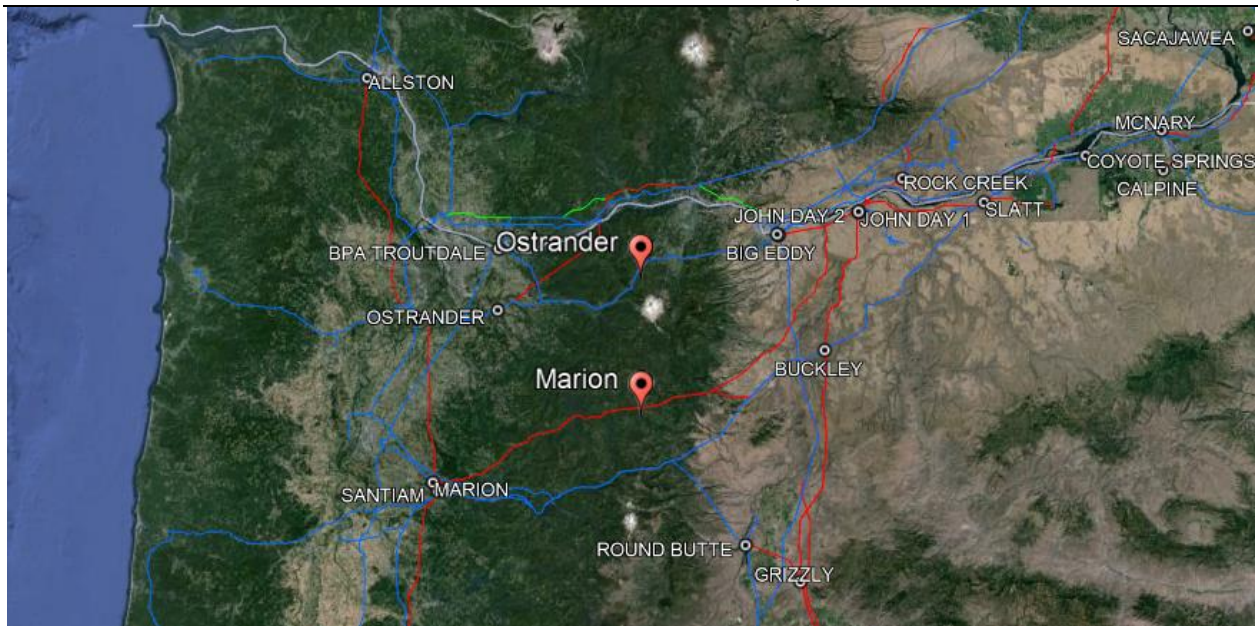 SACAJAWEA
ALLSTON
MCNARY
COYOTE SPRINGS
CALPINE
ROCK CREEK
SLATT
JOHN DAY 2
JOHN DAY 1
BPA TROUTDALE
Ostrander
BIG EDDY
OSTRANDER
BUCKLEY
Marion
SANTIAM
MARION
ROUND BUTTE
GRIZZLY